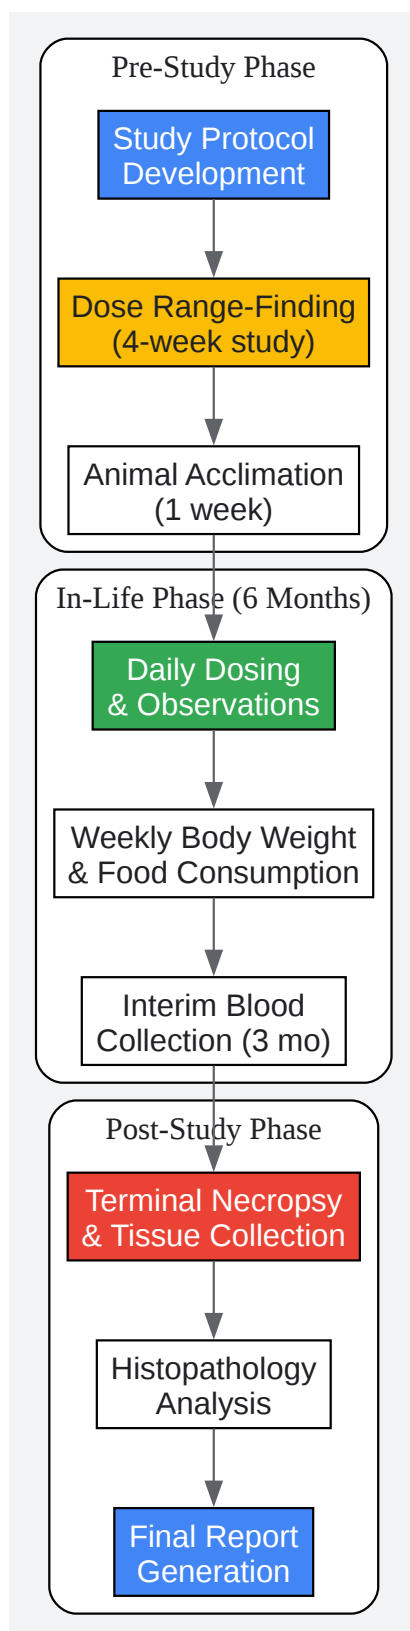 Pre-Study Phase
Study Protocol
Development
Dose Range-Finding
(4-week study)
Animal Acclimation
(1 week)
In-Life Phase (6 Months)
Daily Dosing
& Observations
Weekly Body Weight
& Food Consumption
Interim Blood
Collection (3 mo)
Post-Study Phase
Terminal Necropsy
& Tissue Collection
Histopathology
Analysis
Final Report
Generation